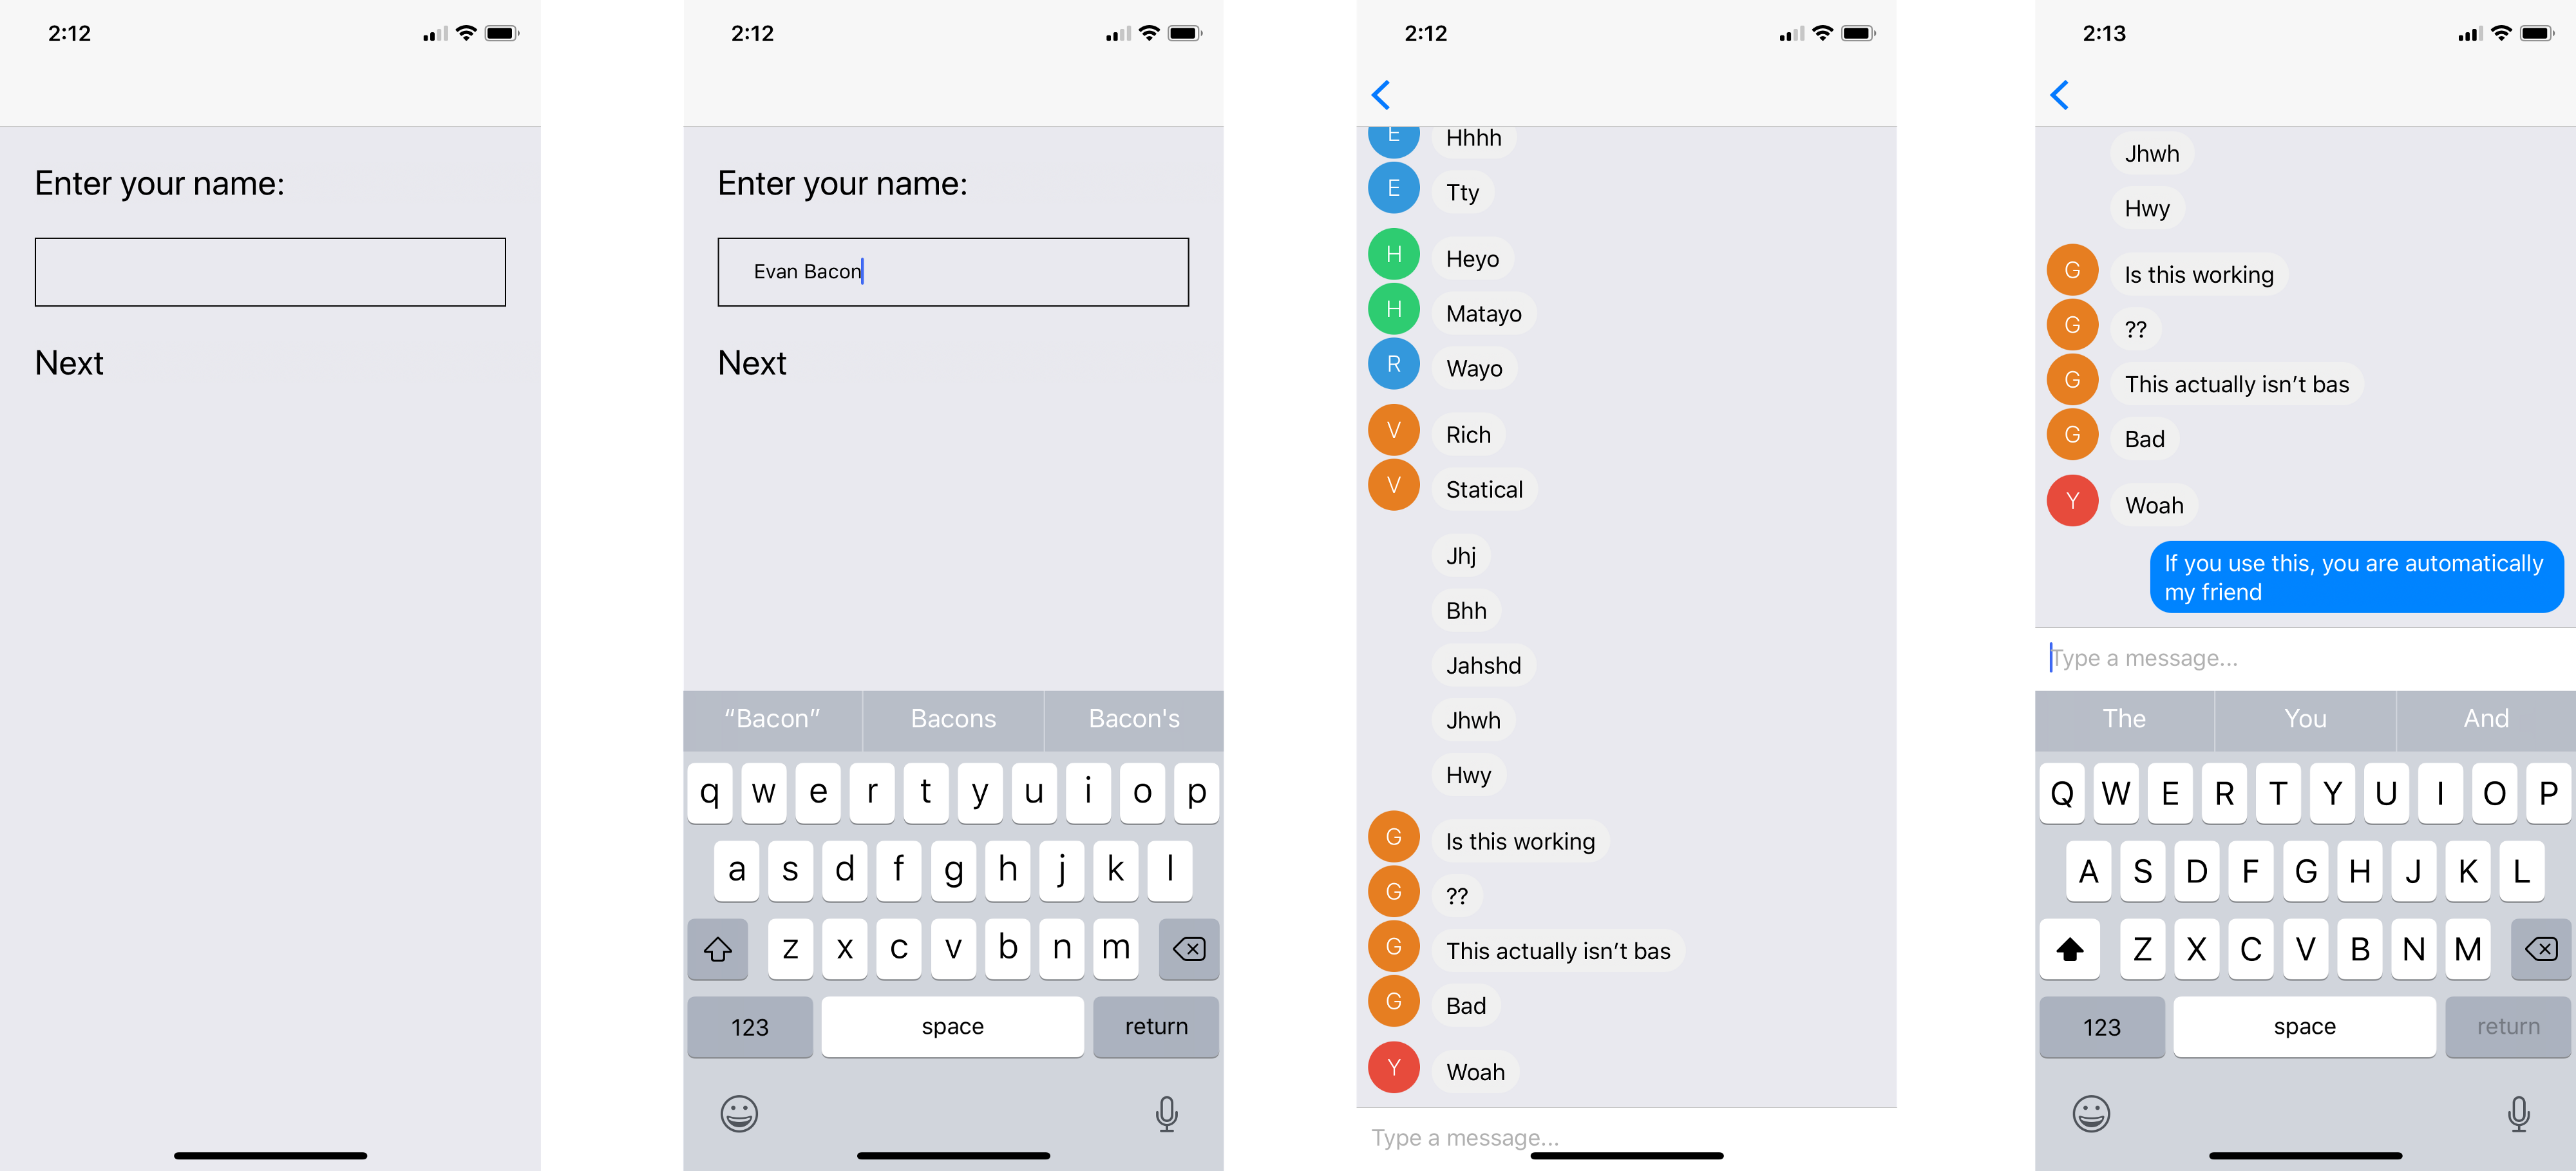 2:12
Enter your name:
Next
2:12
Enter your name:
Evan Bacon
Next
“Bacon” Bacons Bacon's
q w e r t y u i o p
a s d f g h j k l
z x c v b n m
123 space return
2:12
E Hhhh
E Tty
H Heyo
H Matayo
R Wayo
V Rich
V Statical
Jhj
Bhh
Jahshd
Jhwh
Hwy
G Is this working
G ??
G This actually isn’t bas
G Bad
Y Woah
Type a message...
2:13
Jhwh
Hwy
G Is this working
G ??
G This actually isn’t bas
G Bad
Y Woah
If you use this, you are automatically
my friend
Type a message...
The You And
Q W E R T Y U I O P
A S D F G H J K L
Z X C V B N M
123 space return